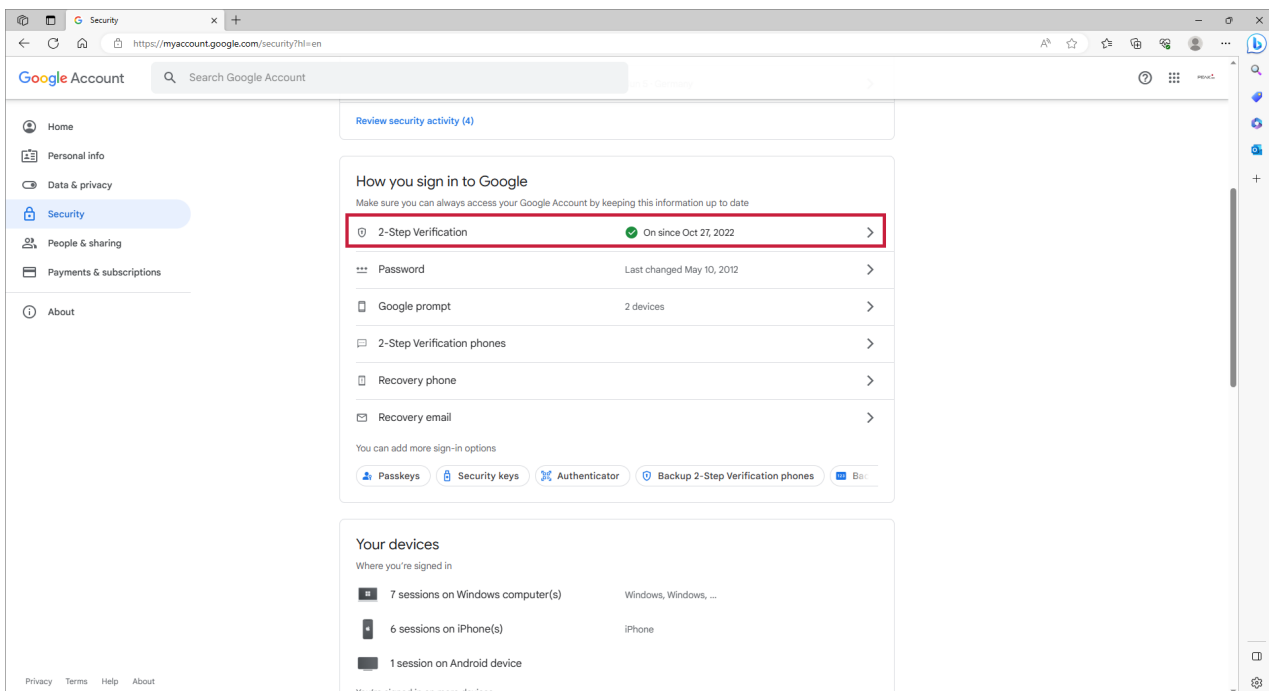 Security
https://myaccount.google.com/security?hl=en
Google Account
Search Google Account
Home
Personal info
Data & privacy
Security
People & sharing
Payments & subscriptions
About
Review security activity (4)
How you sign in to Google
Make sure you can always access your Google Account by keeping this information up to date
2-Step Verification On since Oct 27, 2022
Password Last changed May 10, 2012
Google prompt 2 devices
2-Step Verification phones
Recovery phone
Recovery email
You can add more sign-in options
Passkeys Security keys Authenticator Backup 2-Step Verification phones
Your devices
Where you're signed in
7 sessions on Windows computer(s) Windows, Windows, ...
6 sessions on iPhone(s) iPhone
1 session on Android device
Privacy Terms Help About